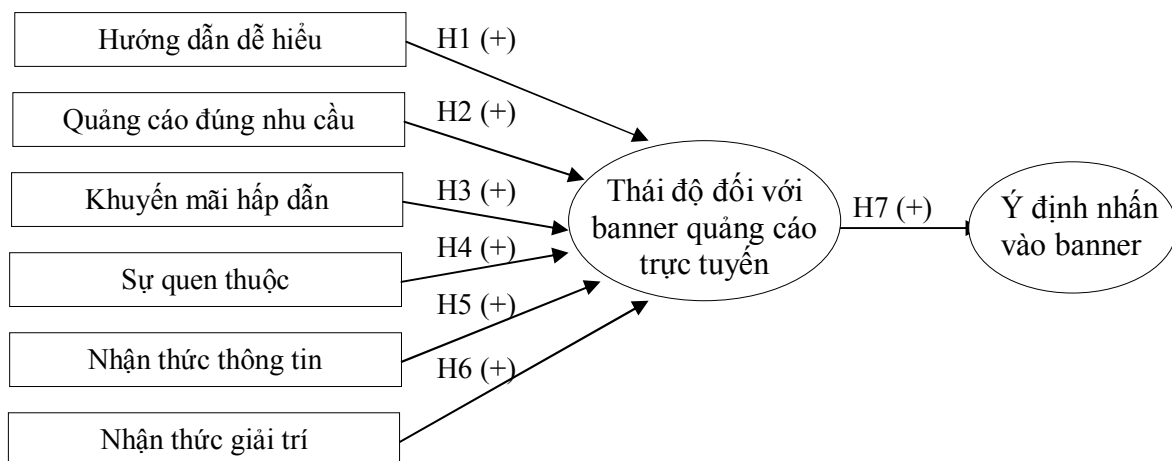 Hướng dẫn dễ hiểu
H1 (+)
Quảng cáo đúng nhu cầu
H2 (+)
Khuyến mãi hấp dẫn
H3 (+)
Sự quen thuộc
H4 (+)
Nhận thức thông tin
H5 (+)
Nhận thức giải trí
H6 (+)
Thái độ đối với
banner quảng cáo
trực tuyến
H7 (+)
Ý định nhấn
vào banner